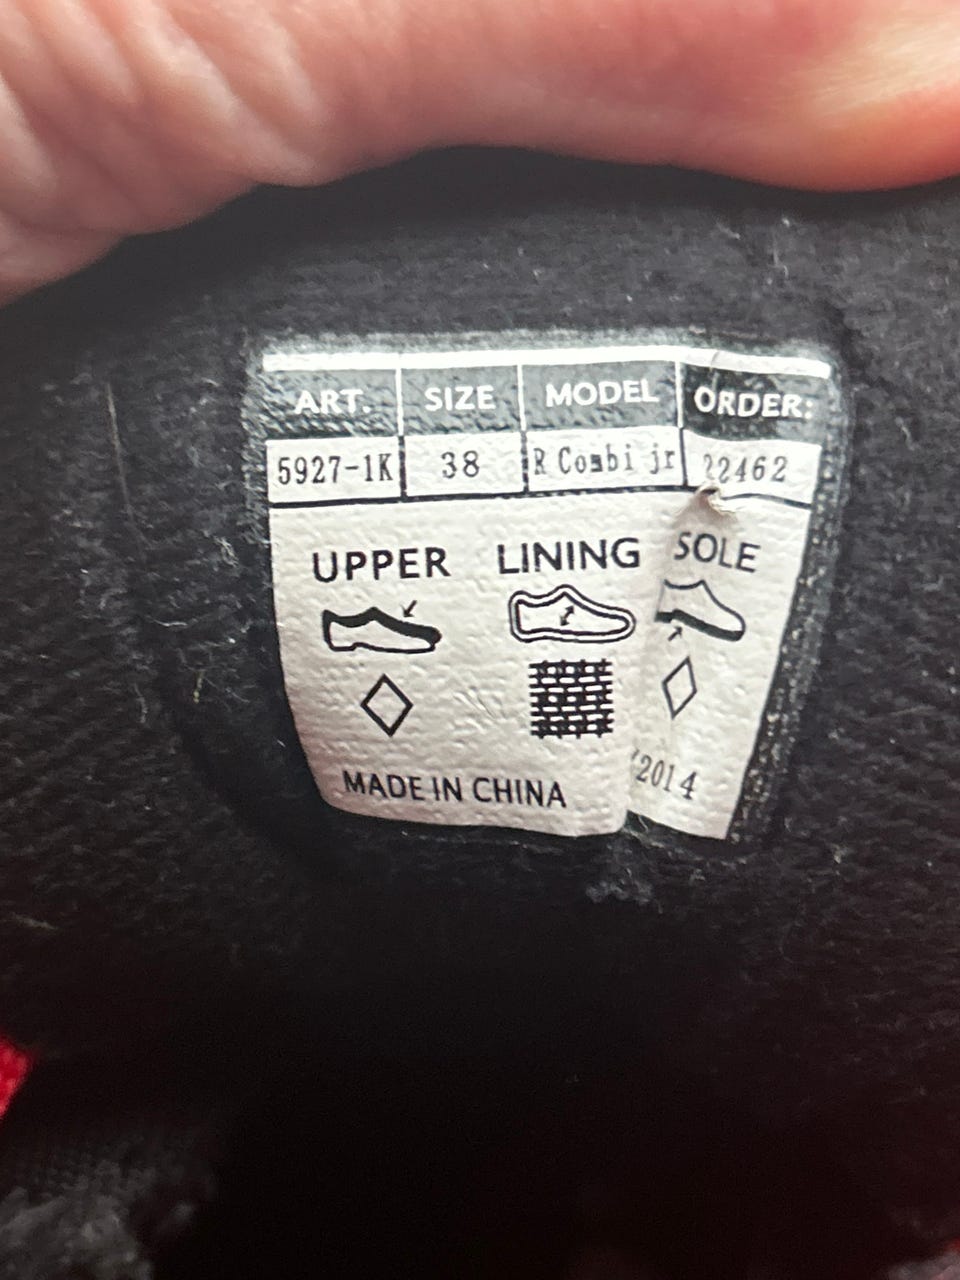 ART. SIZE MODEL ORDER:
5927-1K 38 R Combi jr 22462
UPPER LINING SOLE
MADE IN CHINA /2014